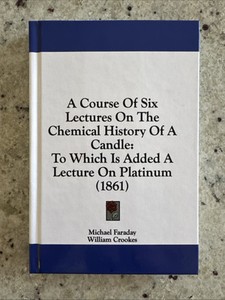 A Course Of Six
Lectures On The
Chemical History Of A
Candle:
To Which Is Added A
Lecture On Platinum
(1861)
Michael Faraday
William Crookes